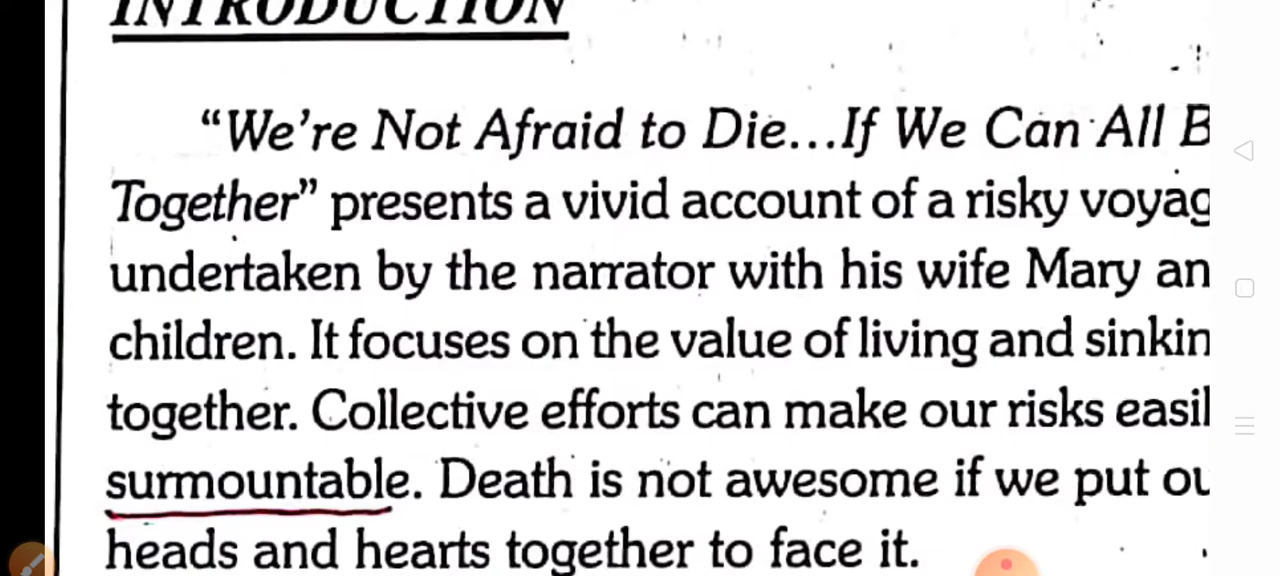 INTRODUCTION
"We're Not Afraid to Die...If We Can All B
Together" presents a vivid account of a risky voyag
undertaken by the narrator with his wife Mary an
children. It focuses on the value of living and sinkin
together. Collective efforts can make our risks easil
surmountable. Death is not awesome if we put ou
heads and hearts together to face it.